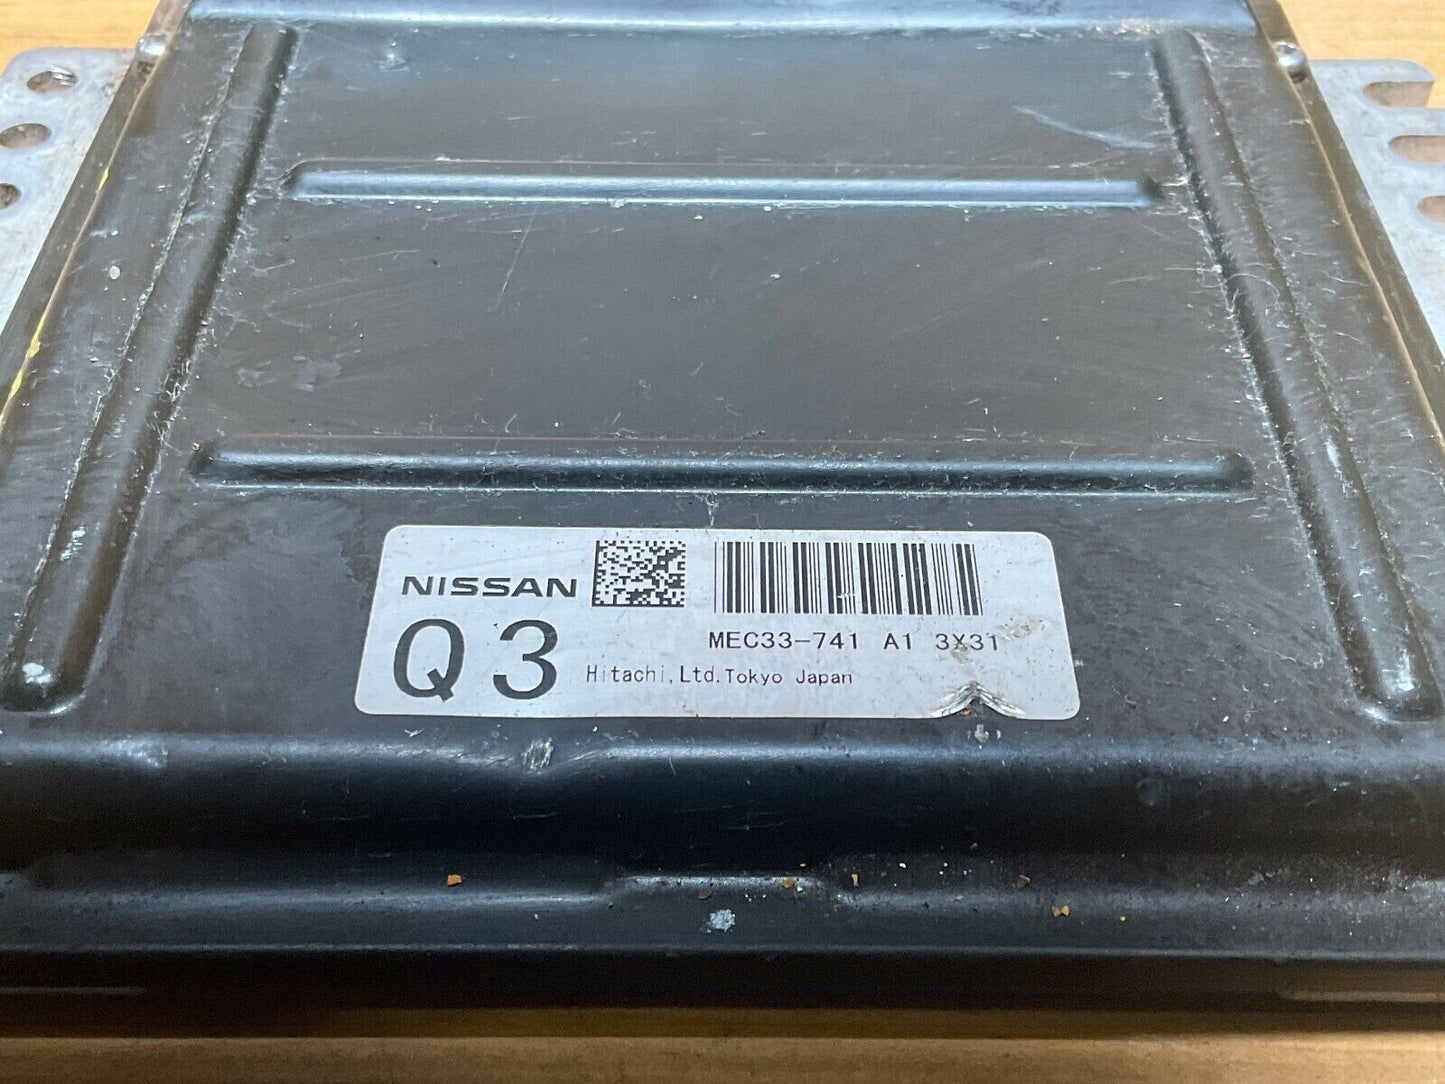 NISSAN
Q3
MEC33-741 A1 3X31
Hitachi,Ltd.Tokyo Japan